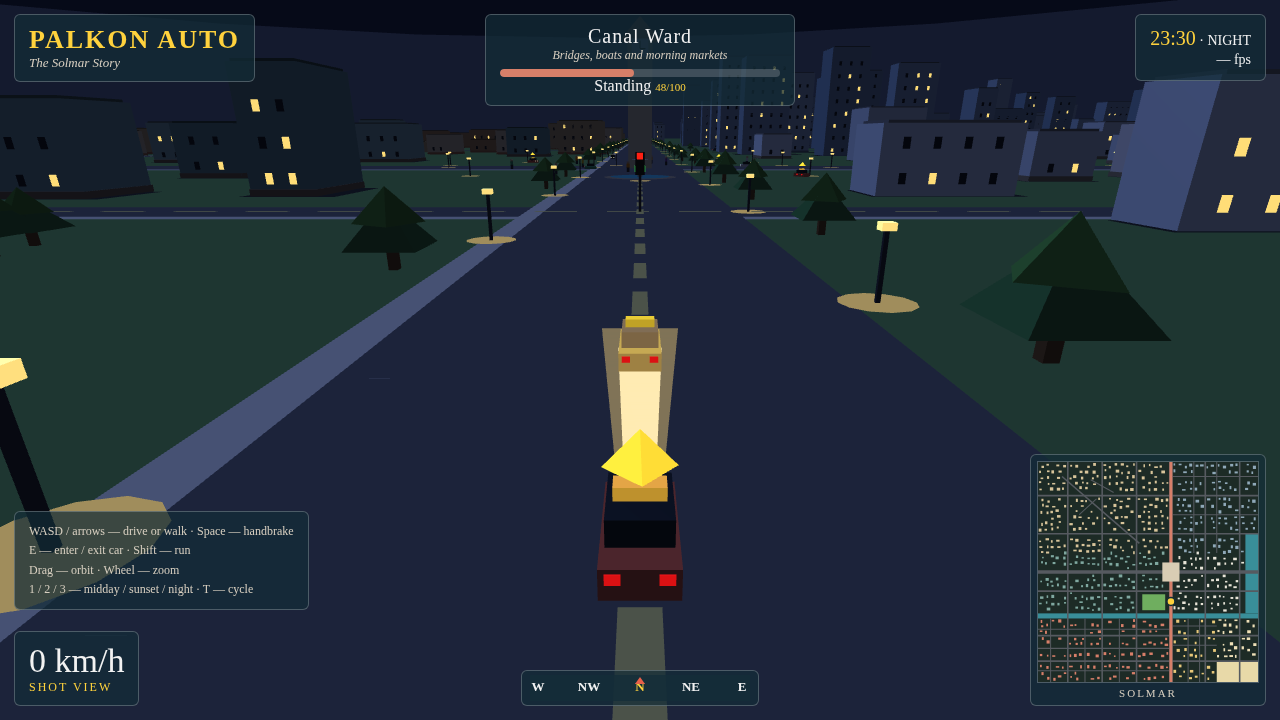 PALKON AUTO
The Solmar Story
Canal Ward
Bridges, boats and morning markets
Standing 48/100
23:30 · NIGHT
— fps
WASD / arrows — drive or walk · Space — handbrake
E — enter / exit car · Shift — run
Drag — orbit · Wheel — zoom
1 / 2 / 3 — midday / sunset / night · T — cycle
0 km/h
SHOT VIEW
W NW N NE E
SOLMAR